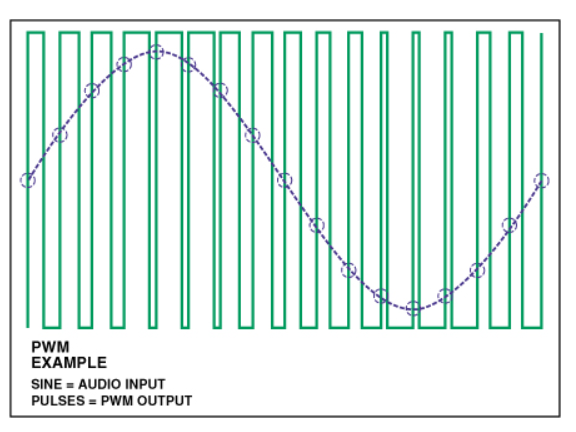 PWM
EXAMPLE
SINE = AUDIO INPUT
PULSES = PWM OUTPUT